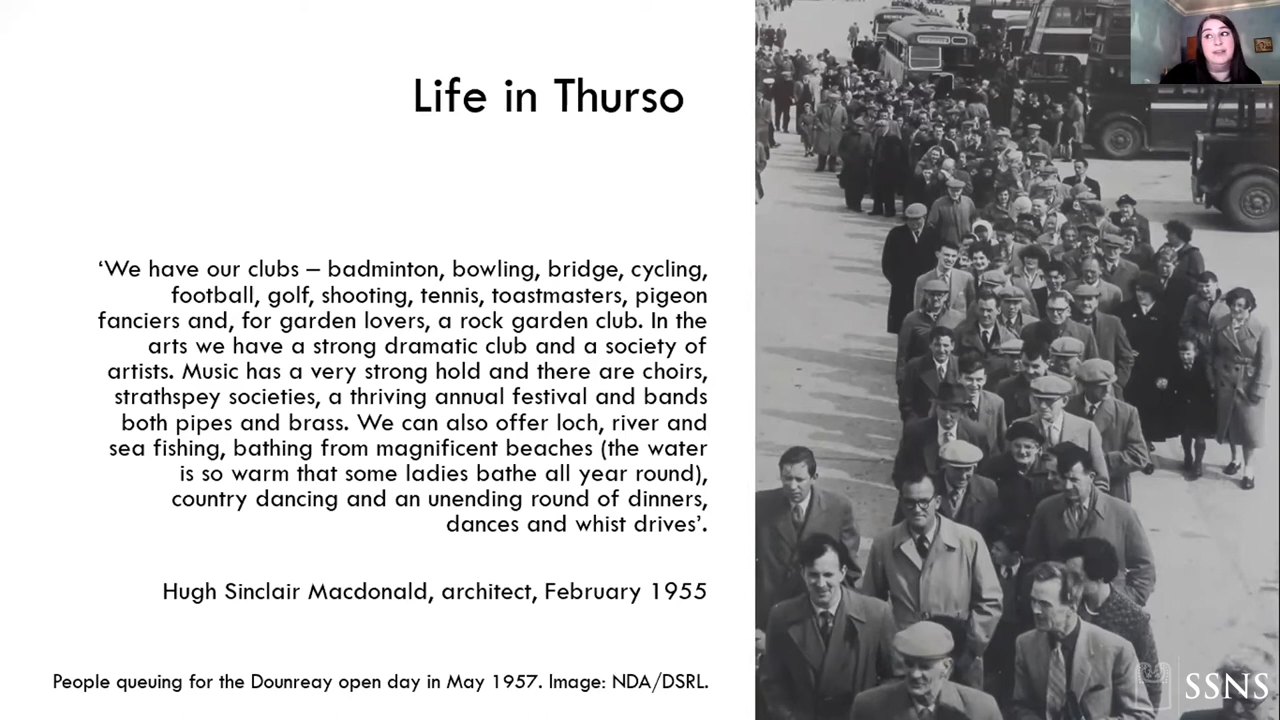 Life in Thurso
‘We have our clubs – badminton, bowling, bridge, cycling,
football, golf, shooting, tennis, toastmasters, pigeon
fanciers and, for garden lovers, a rock garden club. In the
arts we have a strong dramatic club and a society of
artists. Music has a very strong hold and there are choirs,
strathspey societies, a thriving annual festival and bands
both pipes and brass. We can also offer loch, river and
sea fishing, bathing from magnificent beaches (the water
is so warm that some ladies bathe all year round),
country dancing and an unending round of dinners,
dances and whist drives’.
Hugh Sinclair Macdonald, architect, February 1955
People queuing for the Dounreay open day in May 1957. Image: NDA/DSRL.
SSNS